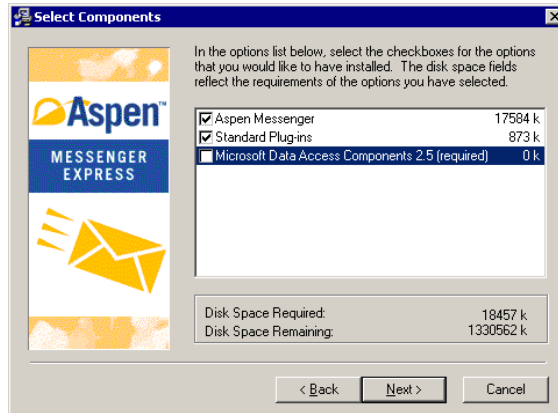 Select Components
In the options list below, select the checkboxes for the options
that you would like to have installed. The disk space fields
reflect the requirements of the options you have selected.
Aspen™
MESSENGER
EXPRESS
Aspen Messenger 17584 k
Standard Plug-ins 873 k
Microsoft Data Access Components 2.5 (required) 0 k
Disk Space Required: 18457 k
Disk Space Remaining: 1330562 k
< Back Next > Cancel